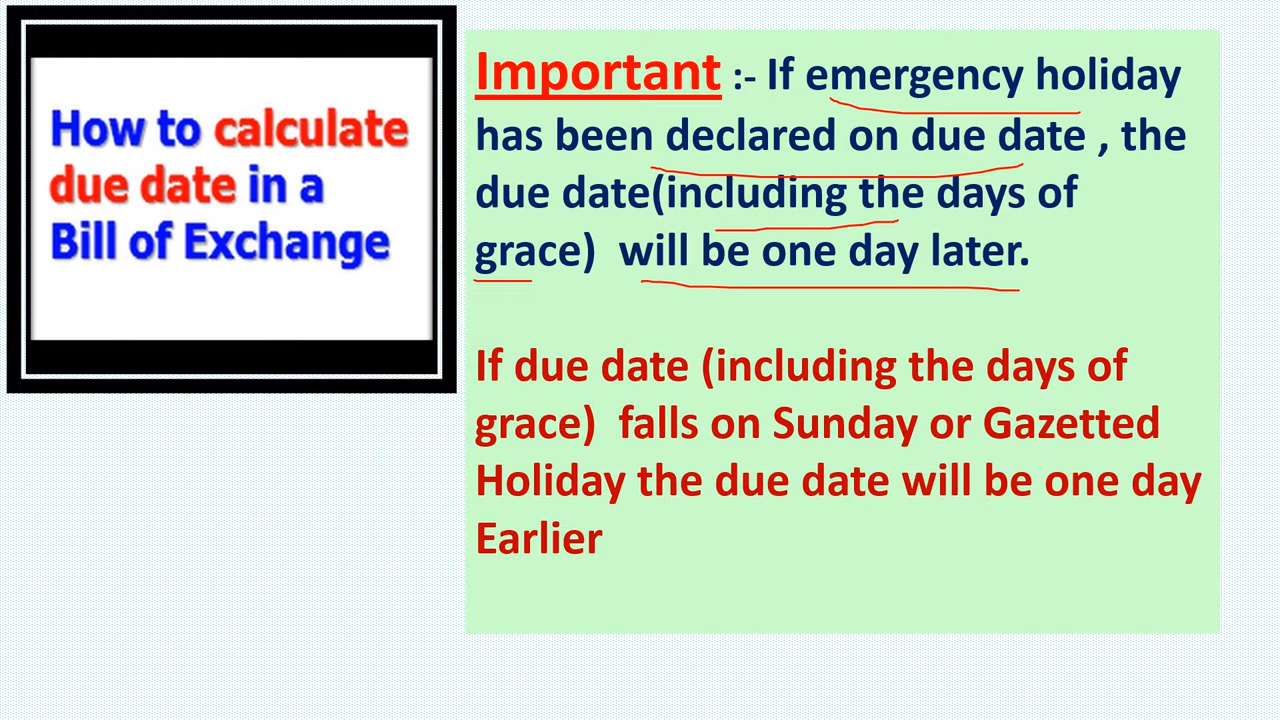 How to calculate
due date in a
Bill of Exchange
Important :- If emergency holiday
has been declared on due date , the
due date(including the days of
grace) will be one day later.
If due date (including the days of
grace) falls on Sunday or Gazetted
Holiday the due date will be one day
Earlier